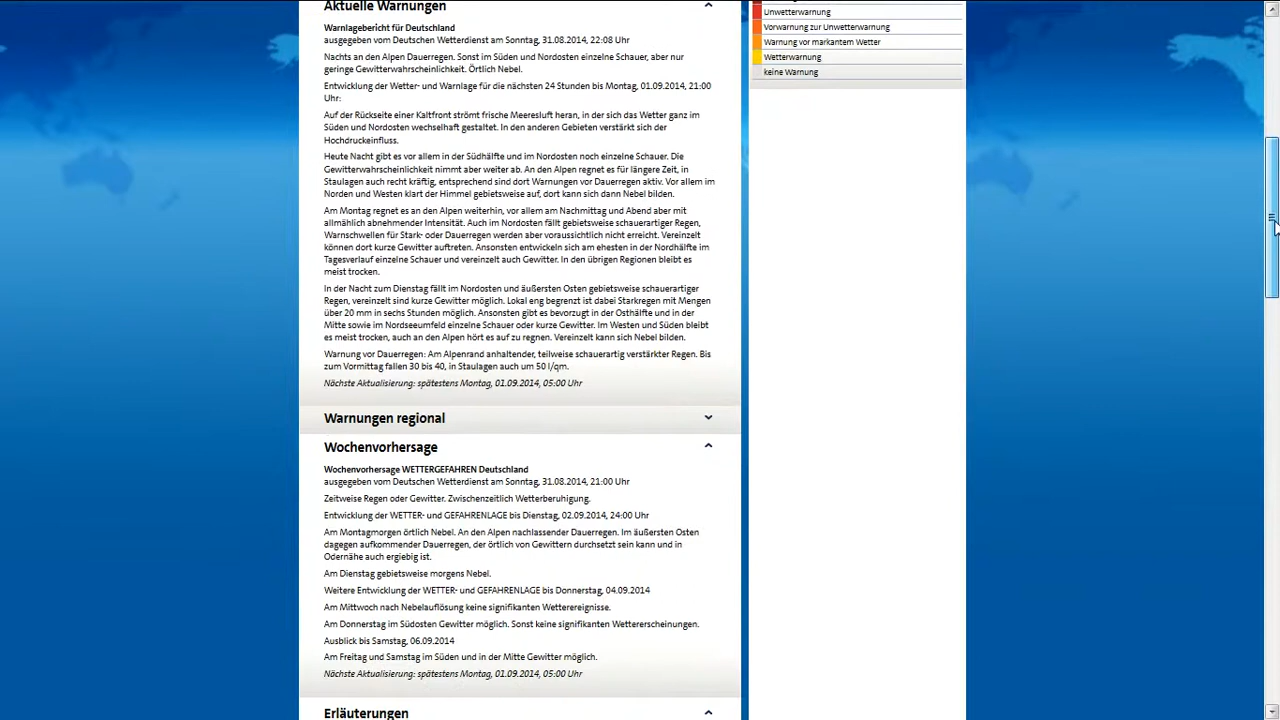 Aktuelle Warnungen
Warnlagebericht für Deutschland
ausgegeben vom Deutschen Wetterdienst am Sonntag, 31.08.2014, 22:08 Uhr
Nachts an den Alpen Dauerregen. Sonst im Süden und Nordosten einzelne Schauer, aber nur
geringe Gewitterwahrscheinlichkeit. Örtlich Nebel.
Entwicklung der Wetter- und Warnlage für die nächsten 24 Stunden bis Montag, 01.09.2014, 21:00
Uhr:
Auf der Rückseite einer Kaltfront strömt frische Meeresluft heran, in der sich das Wetter ganz im
Süden und Nordosten wechselhaft gestaltet. In den anderen Gebieten verstärkt sich der
Hochdruckeinfluss.
Heute Nacht gibt es vor allem in der Südhälfte und im Nordosten noch einzelne Schauer. Die
Gewitterwahrscheinlichkeit nimmt aber weiter ab. An den Alpen regnet es für längere Zeit, in
Staulagen auch recht kräftig, entsprechend sind dort Warnungen vor Dauerregen aktiv. Vor allem im
Norden und Westen klart der Himmel gebietsweise auf, dort kann sich dann Nebel bilden.
Am Montag regnet es an den Alpen weiterhin, vor allem am Nachmittag und Abend aber mit
allmählich abnehmender Intensität. Auch im Nordosten fällt gebietsweise schauerartiger Regen,
Warnschwellen für Stark- oder Dauerregen werden aber voraussichtlich nicht erreicht. Vereinzelt
können dort kurze Gewitter auftreten. Ansonsten entwickeln sich am ehesten in der Nordhälfte im
Tagesverlauf einzelne Schauer und vereinzelt auch Gewitter. In den übrigen Regionen bleibt es
meist trocken.
In der Nacht zum Dienstag fällt im Nordosten und äußersten Osten gebietsweise schauerartiger
Regen, vereinzelt sind kurze Gewitter möglich. Lokal eng begrenzt ist dabei Starkregen mit Mengen
über 20 mm in sechs Stunden möglich. Ansonsten gibt es bevorzugt in der Osthälfte und in der
Mitte sowie im Nordseeumfeld einzelne Schauer oder kurze Gewitter. Im Westen und Süden bleibt
es meist trocken, auch an den Alpen hört es auf zu regnen. Vereinzelt kann sich Nebel bilden.
Warnung vor Dauerregen: Am Alpenrand anhaltender, teilweise schauerartig verstärkter Regen. Bis
zum Vormittag fallen 30 bis 40, in Staulagen auch um 50 l/qm.
Nächste Aktualisierung: spätestens Montag, 01.09.2014, 05:00 Uhr
Warnungen regional
Wochenvorhersage
Wochenvorhersage WETTERGEFAHREN Deutschland
ausgegeben vom Deutschen Wetterdienst am Sonntag, 31.08.2014, 21:00 Uhr
Zeitweise Regen oder Gewitter. Zwischenzeitlich Wetterberuhigung.
Entwicklung der WETTER- und GEFAHRENLAGE bis Dienstag, 02.09.2014, 24:00 Uhr
Am Montagmorgen örtlich Nebel. An den Alpen nachlassender Dauerregen. Im äußersten Osten
dagegen aufkommender Dauerregen, der örtlich von Gewittern durchsetzt sein kann und in
Odernähe auch ergiebig ist.
Am Dienstag gebietsweise morgens Nebel.
Weitere Entwicklung der WETTER- und GEFAHRENLAGE bis Donnerstag, 04.09.2014
Am Mittwoch nach Nebelauflösung keine signifikanten Wetterereignisse.
Am Donnerstag im Südosten Gewitter möglich. Sonst keine signifikanten Wettererscheinungen.
Ausblick bis Samstag, 06.09.2014
Am Freitag und Samstag im Süden und in der Mitte Gewitter möglich.
Nächste Aktualisierung: spätestens Montag, 01.09.2014, 05:00 Uhr
Erläuterungen
Unwetterwarnung
Vorwarnung zur Unwetterwarnung
Warnung vor markantem Wetter
Wetterwarnung
keine Warnung